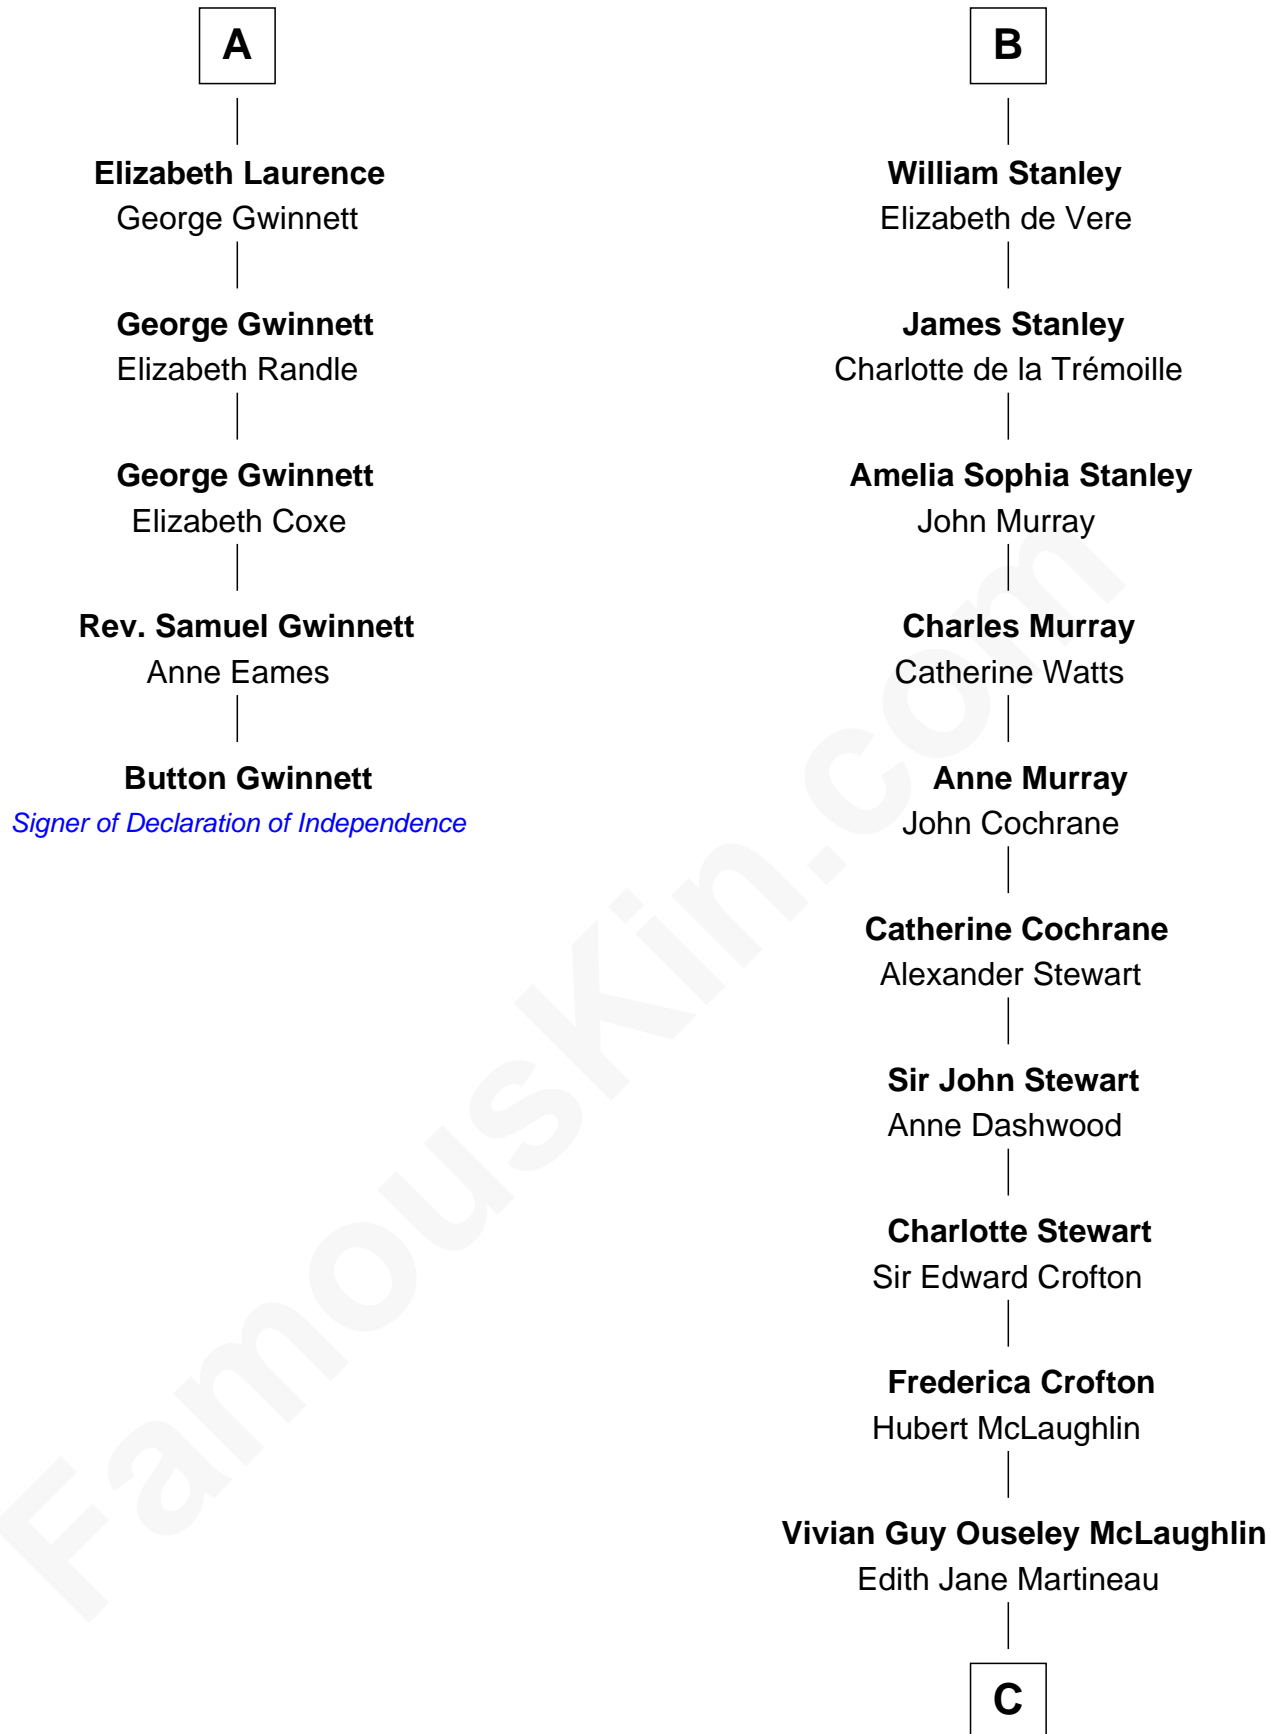 A
Elizabeth Laurence
George Gwinnett
George Gwinnett
Elizabeth Randle
George Gwinnett
Elizabeth Coxe
Rev. Samuel Gwinnett
Anne Eames
Button Gwinnett
Signer of Declaration of Independence
B
William Stanley
Elizabeth de Vere
James Stanley
Charlotte de la Trémoille
Amelia Sophia Stanley
John Murray
Charles Murray
Catherine Watts
Anne Murray
John Cochrane
Catherine Cochrane
Alexander Stewart
Sir John Stewart
Anne Dashwood
Charlotte Stewart
Sir Edward Crofton
Frederica Crofton
Hubert McLaughlin
Vivian Guy Ouseley McLaughlin
Edith Jane Martineau
C
FamousKin.com